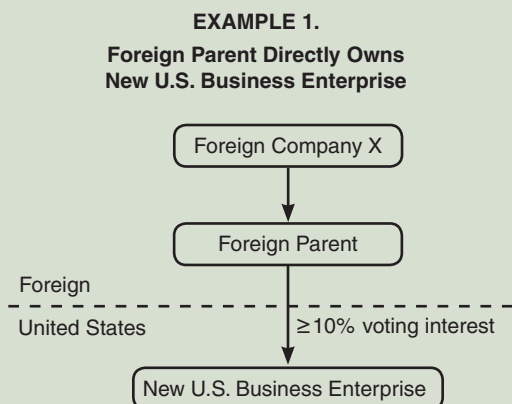 EXAMPLE 1.
Foreign Parent Directly Owns
New U.S. Business Enterprise
Foreign Company X
Foreign Parent
Foreign
United States
≥10% voting interest
New U.S. Business Enterprise